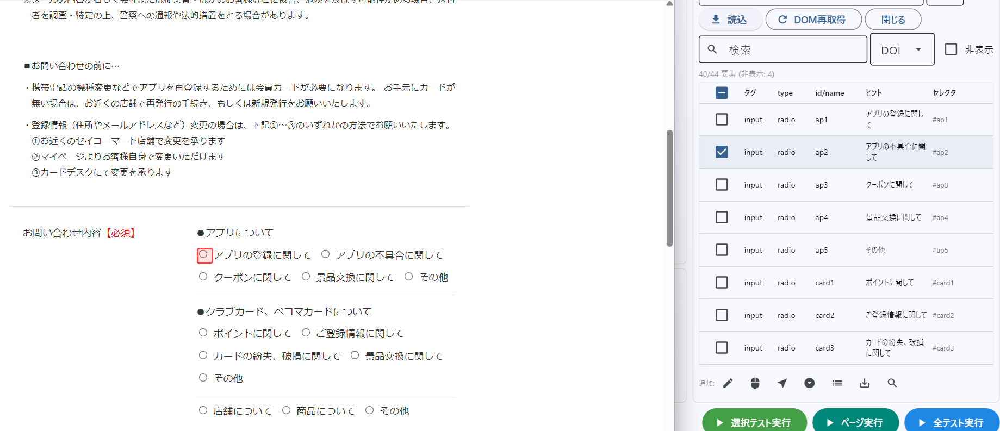 者を調査・特定の上、警察への通報や法的措置をとる場合があります。
■お問い合わせの前に…
・携帯電話の機種変更などでアプリを再登録するためには会員カードが必要になります。 お手元にカードが
無い場合は、お近くの店舗で再発行の手続き、もしくは新規発行をお願いいたします。
・登録情報（住所やメールアドレスなど）変更の場合は、下記①～③のいずれかの方法でお願いいたします。
①お近くのセイコーマート店舗で変更を承ります
②マイページよりお客様自身で変更いただけます
③カードデスクにて変更を承ります
お問い合わせ内容【必須】
●アプリについて
アプリの登録に関して アプリの不具合に関して
クーポンに関して 景品交換に関して その他
●クラブカード、ペコマカードについて
ポイントに関して ご登録情報に関して
カードの紛失、破損に関して 景品交換に関して
その他
店舗について 商品について その他
読込 DOM再取得 閉じる
検索 DOI 非表示
40/44 要素 (非表示: 4)
タグ type id/name ヒント セレクタ
input radio ap1 アプリの登録に関し #ap1
て
input radio ap2 アプリの不具合に関 #ap2
して
input radio ap3 クーポンに関して #ap3
input radio ap4 景品交換に関して #ap4
input radio ap5 その他 #ap5
input radio card1 ポイントに関して #card1
input radio card2 ご登録情報に関して #card2
input radio card3 カードの紛失、破損 #card3
に関して
追加:
選択テスト実行 ページ実行 全テスト実行